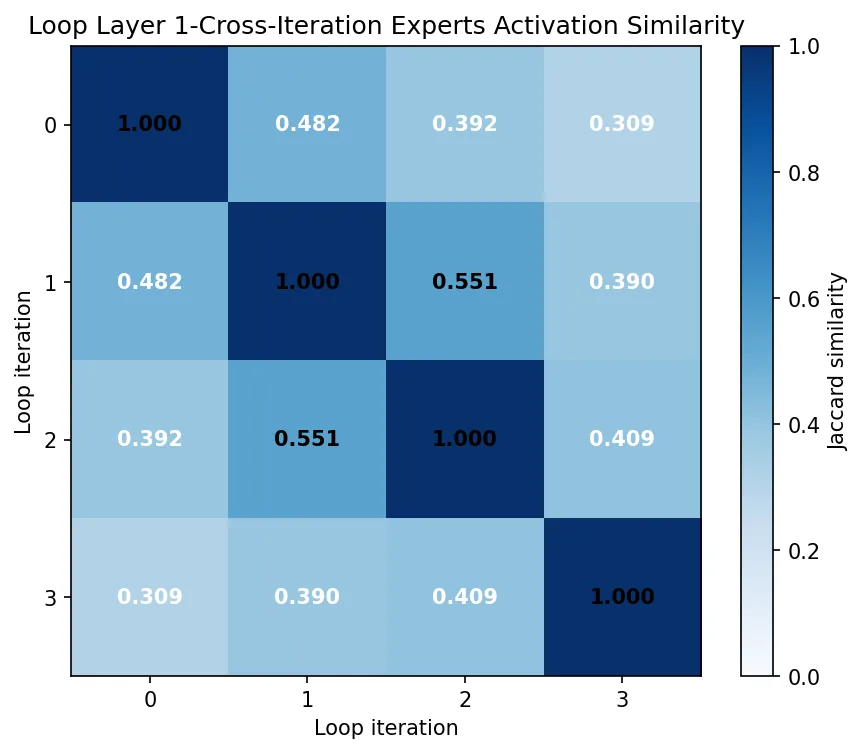 Loop Layer 1-Cross-Iteration Experts Activation Similarity
0 1.000 0.482 0.392 0.309
1 0.482 1.000 0.551 0.390
2 0.392 0.551 1.000 0.409
3 0.309 0.390 0.409 1.000
0 1 2 3
Loop iteration
Loop iteration
1.0
0.8
0.6
0.4
0.2
0.0
Jaccard similarity